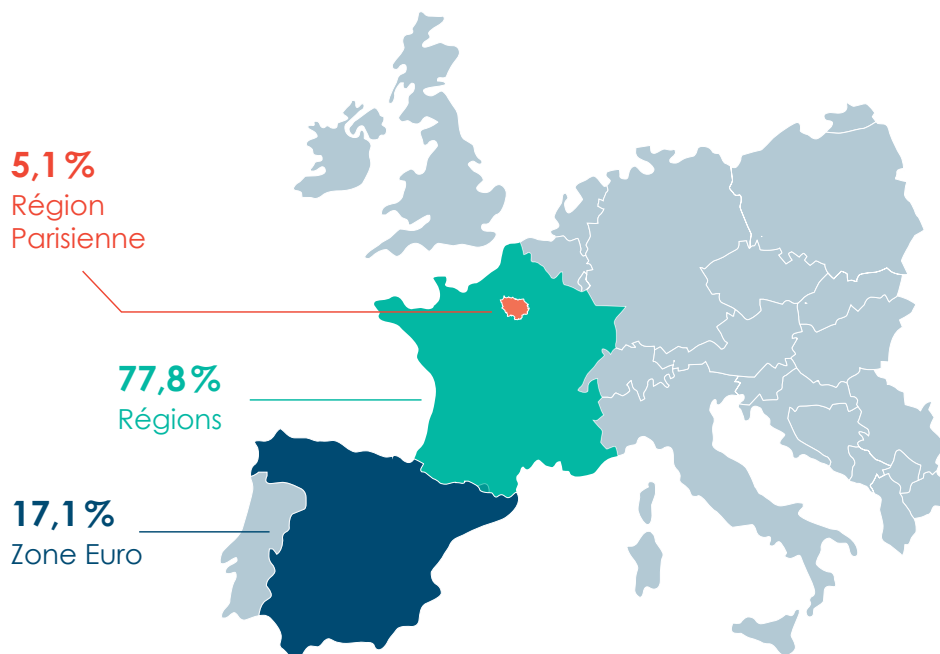 5,1 %
Région
Parisienne
77,8 %
Régions
17,1 %
Zone Euro